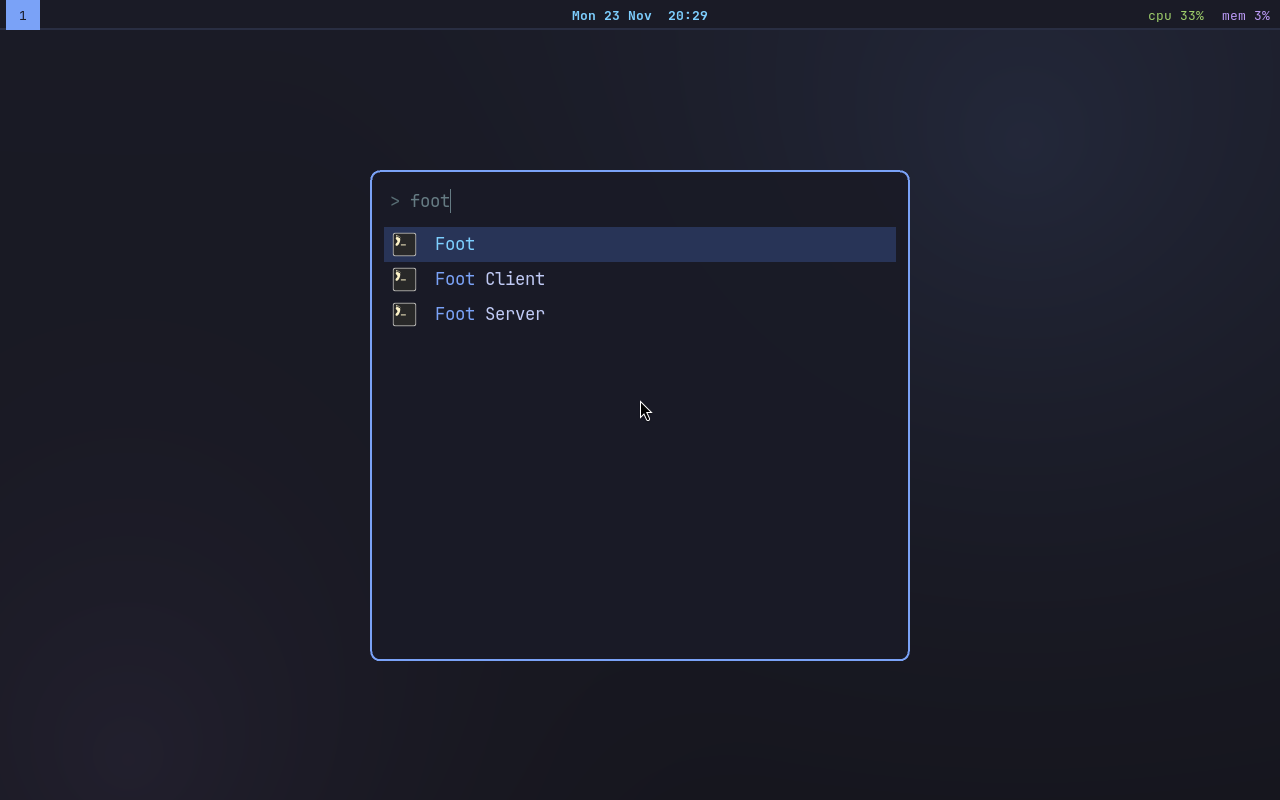 1
Mon 23 Nov  20:29
cpu 33%  mem 3%
> foot
Foot
Foot Client
Foot Server